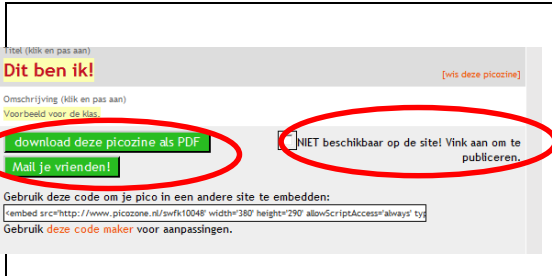 Titel (klik en pas aan)
Dit ben ik!
[wis deze picozine]
Omschrijving (klik en pas aan)
Voorbeeld voor de klas.
download deze picozine als PDF
NIET beschikbaar op de site! Vink aan om te
publiceren.
Mail je vrienden!
Gebruik deze code om je pico in een andere site te embedden:
<embed src='http://www.picozone.nl/swfk10048' width='380' height='290' allowScriptAccess='always' typ
Gebruik deze code maker voor aanpassingen.